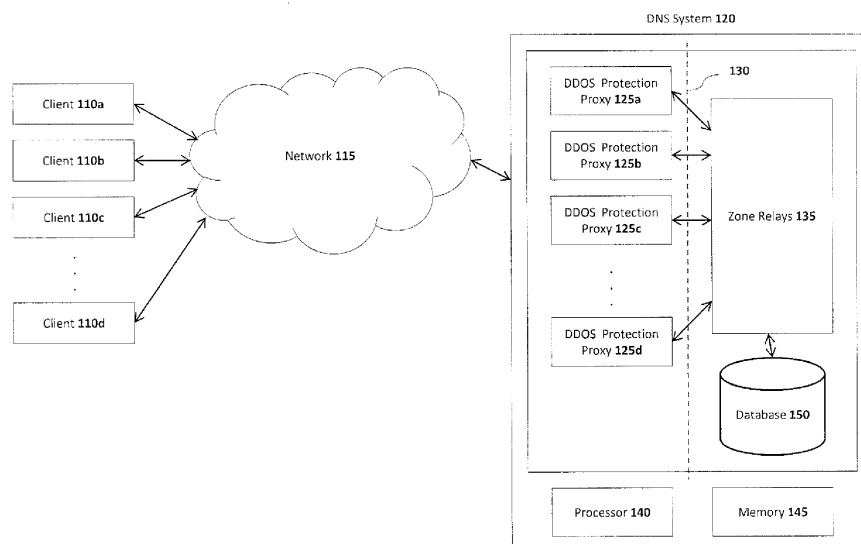 DNS System 120
Client 110a
Client 110b
Client 110c
Client 110d
Network 115
DDOS Protection
Proxy 125a
DDOS Protection
Proxy 125b
DDOS Protection
Proxy 125c
DDOS Protection
Proxy 125d
130
Zone Relays 135
Database 150
Processor 140
Memory 145